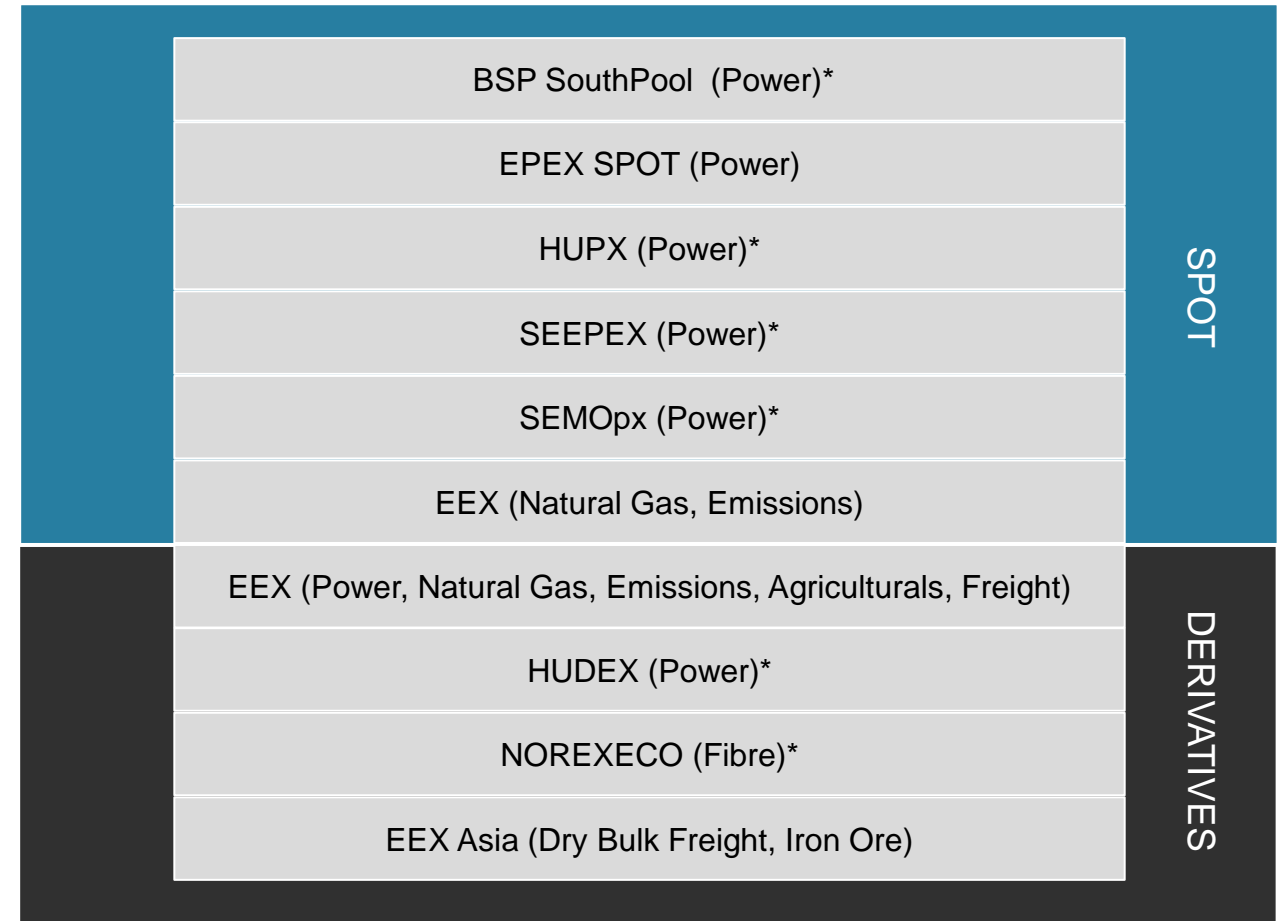 BSP SouthPool  (Power)*
EPEX SPOT (Power)
HUPX (Power)*
SEEPEX (Power)*
SEMOpx (Power)*
EEX (Natural Gas, Emissions)
SPOT
EEX (Power, Natural Gas, Emissions, Agriculturals, Freight)
HUDEX (Power)*
NOREXECO (Fibre)*
EEX Asia (Dry Bulk Freight, Iron Ore)
DERIVATIVES